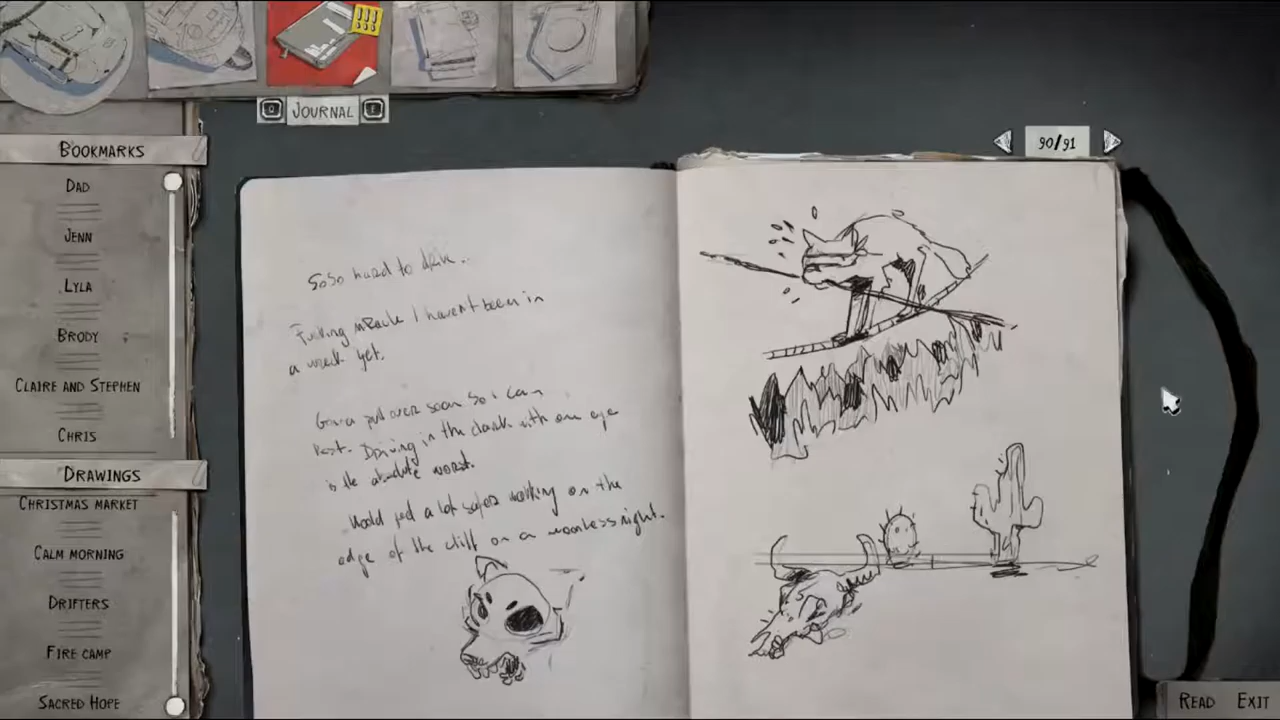 Q JOURNAL E
BOOKMARKS
DAD
JENN
LYLA
BRODY
CLAIRE AND STEPHEN
CHRIS
DRAWINGS
CHRISTMAS MARKET
CALM MORNING
DRIFTERS
FIRE CAMP
SACRED HOPE
90/91
SoSo hard to
Fucking miracle I haven't been in
a wreck yet.
Gonna pull over soon so I can
rest. Driving in the dark with one eye
is the absolute worst.
Would feel a lot safer walking on the
edge of the cliff on a moonless night.
READ EXIT